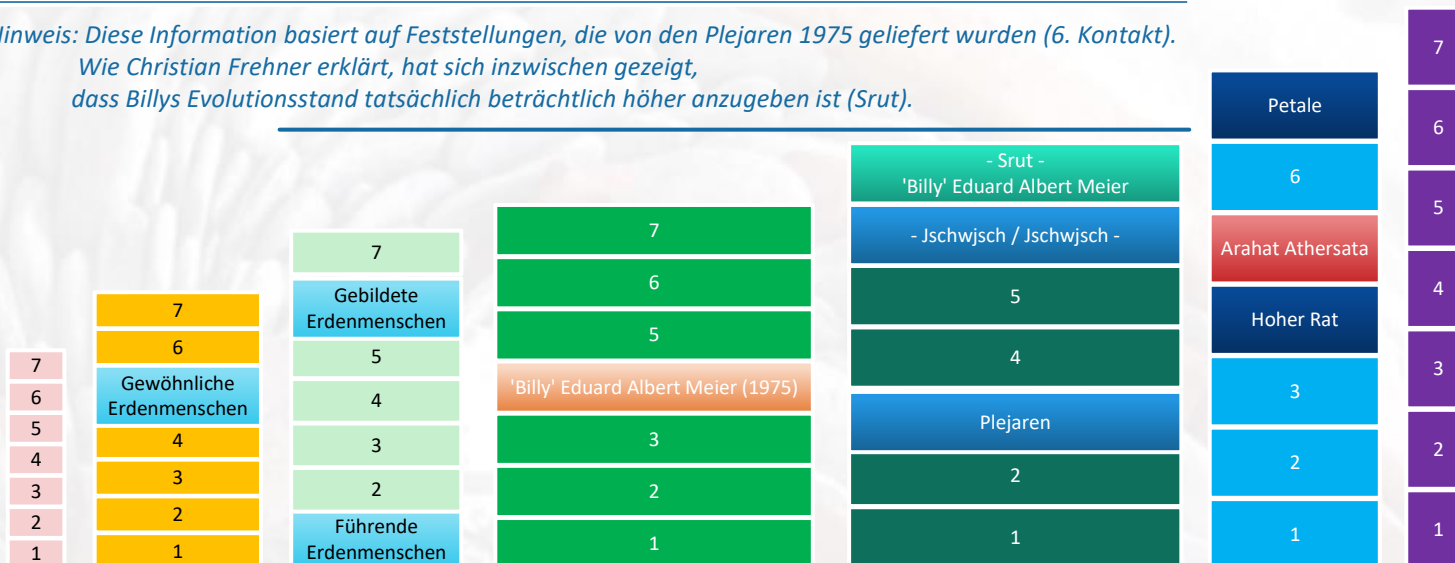 Hinweis: Diese Information basiert auf Feststellungen, die von den Plejaren 1975 geliefert wurden (6. Kontakt).
Wie Christian Frehner erklärt, hat sich inzwischen gezeigt,
dass Billys Evolutionsstand tatsächlich beträchtlich höher anzugeben ist (Srut).
7
6
5
4
3
2
1
7
6
Gewöhnliche
Erdenmenschen
4
3
2
1
7
Gebildete
Erdenmenschen
5
4
3
2
Führende
Erdenmenschen
7
6
5
'Billy' Eduard Albert Meier (1975)
3
2
1
- Srut -
'Billy' Eduard Albert Meier
- Jschwjsch / Jschwjsch -
5
4
Plejaren
2
1
Petale
6
Arahat Athersata
Hoher Rat
3
2
1
7
6
5
4
3
2
1